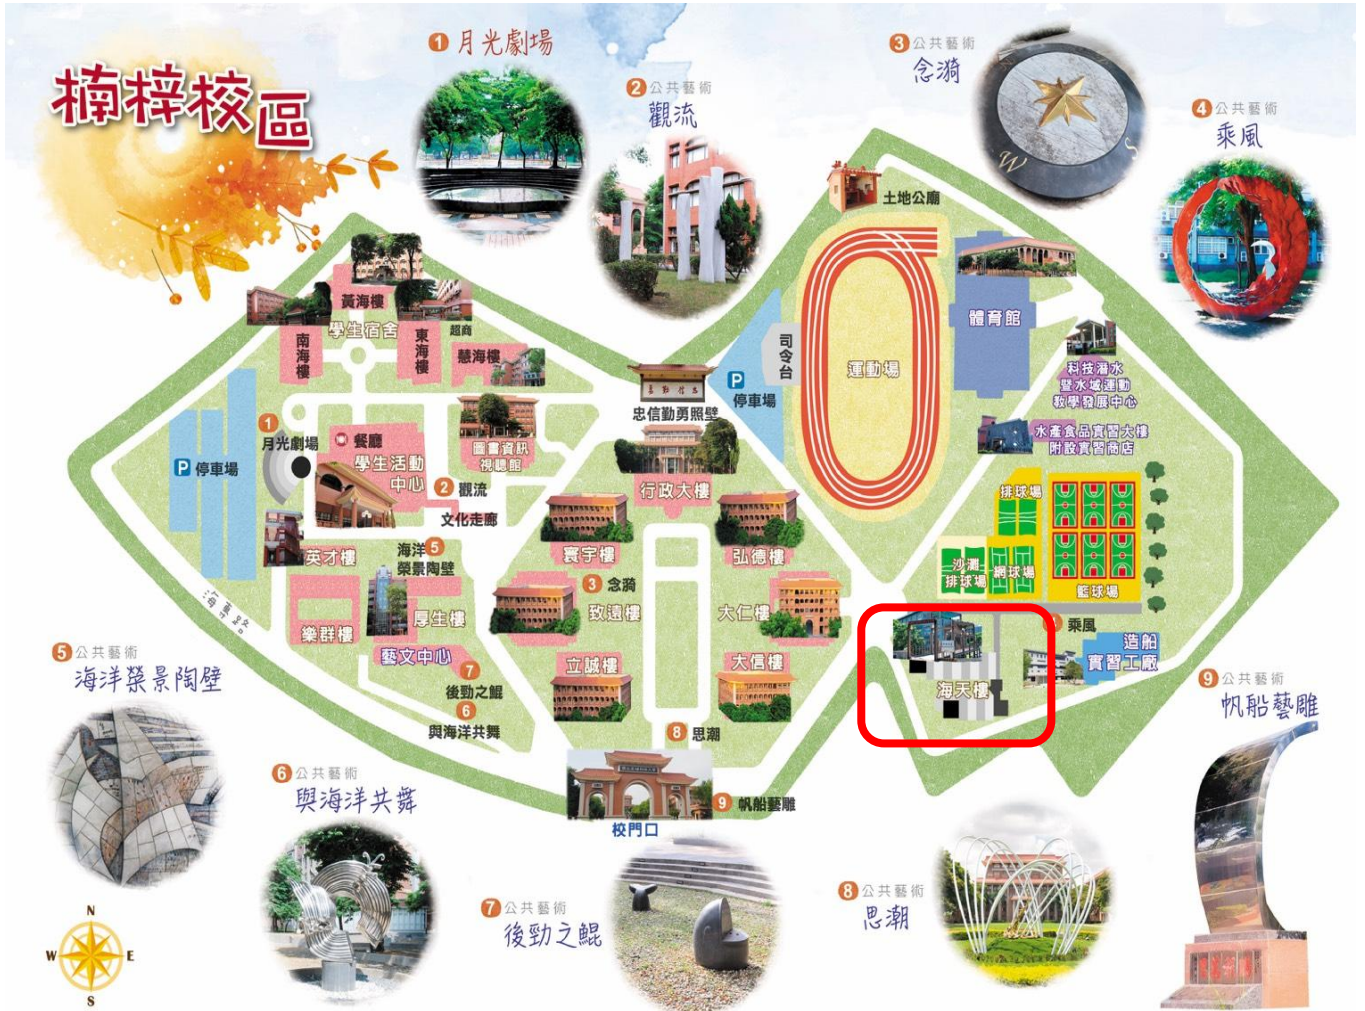 楠梓校區
1 月光劇場
2 公共藝術
觀流
3 公共藝術
念漪
4 公共藝術
乘風
土地公廟
黃海樓
學生宿舍
南海樓
東海樓
超商
慧海樓
司令台
運動場
體育館
P
停車場
忠信勤勇照壁
科技潛水
暨水域運動
教學發展中心
水產食品實習大樓
附設實習商店
1
月光劇場
餐廳
學生活動
中心
圖書資訊
視聽館
P 停車場
2 觀流
文化走廊
行政大樓
排球場
英才樓
海洋 5
榮景陶壁
寰宇樓
弘德樓
沙灘
排球場
網球場
籃球場
3 念漪
致遠樓
大仁樓
海專路
樂群樓
厚生樓
藝文中心
乘風
造船
實習工廠
海天樓
7
後勁之鯤
6
與海洋共舞
立誠樓
大信樓
8 思潮
9 帆船藝雕
校門口
5 公共藝術
海洋榮景陶壁
6 公共藝術
與海洋共舞
7 公共藝術
後勁之鯤
8 公共藝術
思潮
9 公共藝術
帆船藝雕
N
W E
S